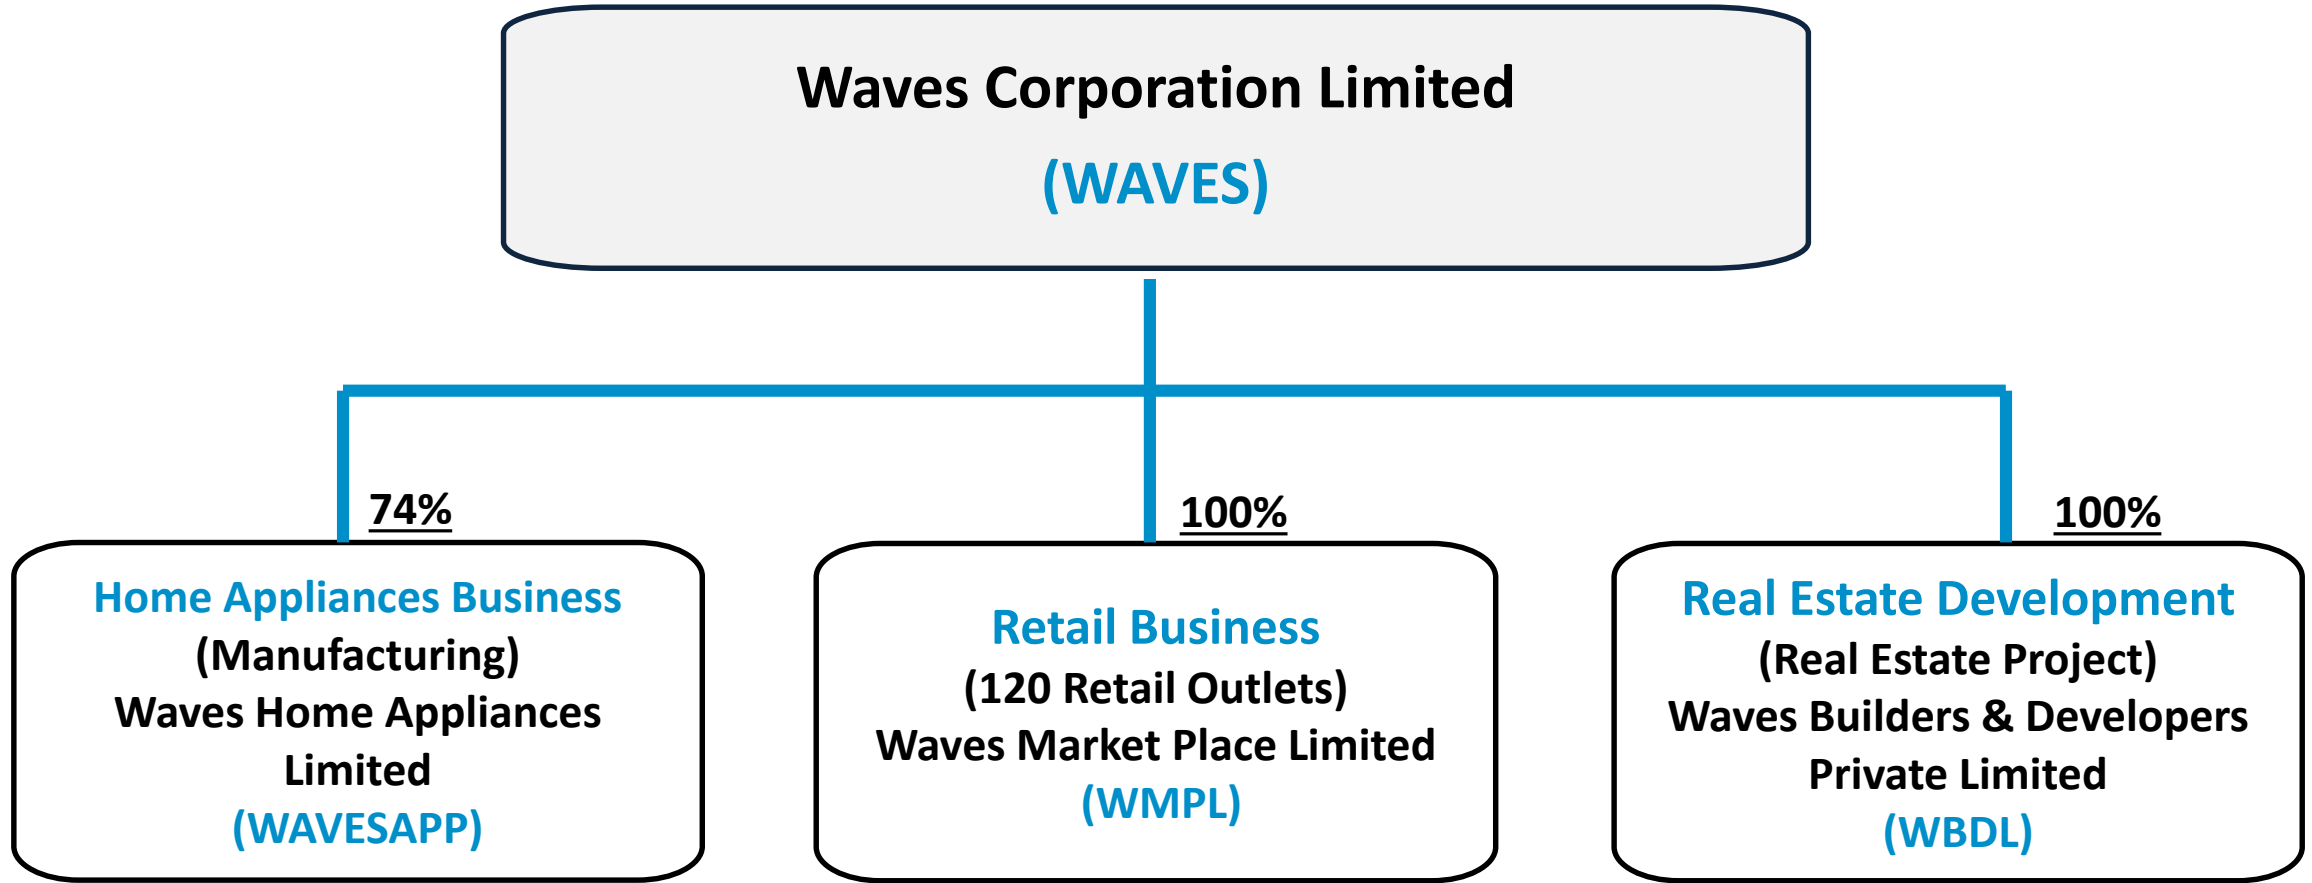 Waves Corporation Limited
(WAVES)
74%
100%
100%
Home Appliances Business
(Manufacturing)
Waves Home Appliances
Limited
(WAVESAPP)
Retail Business
(120 Retail Outlets)
Waves Market Place Limited
(WMPL)
Real Estate Development
(Real Estate Project)
Waves Builders & Developers
Private Limited
(WBDL)